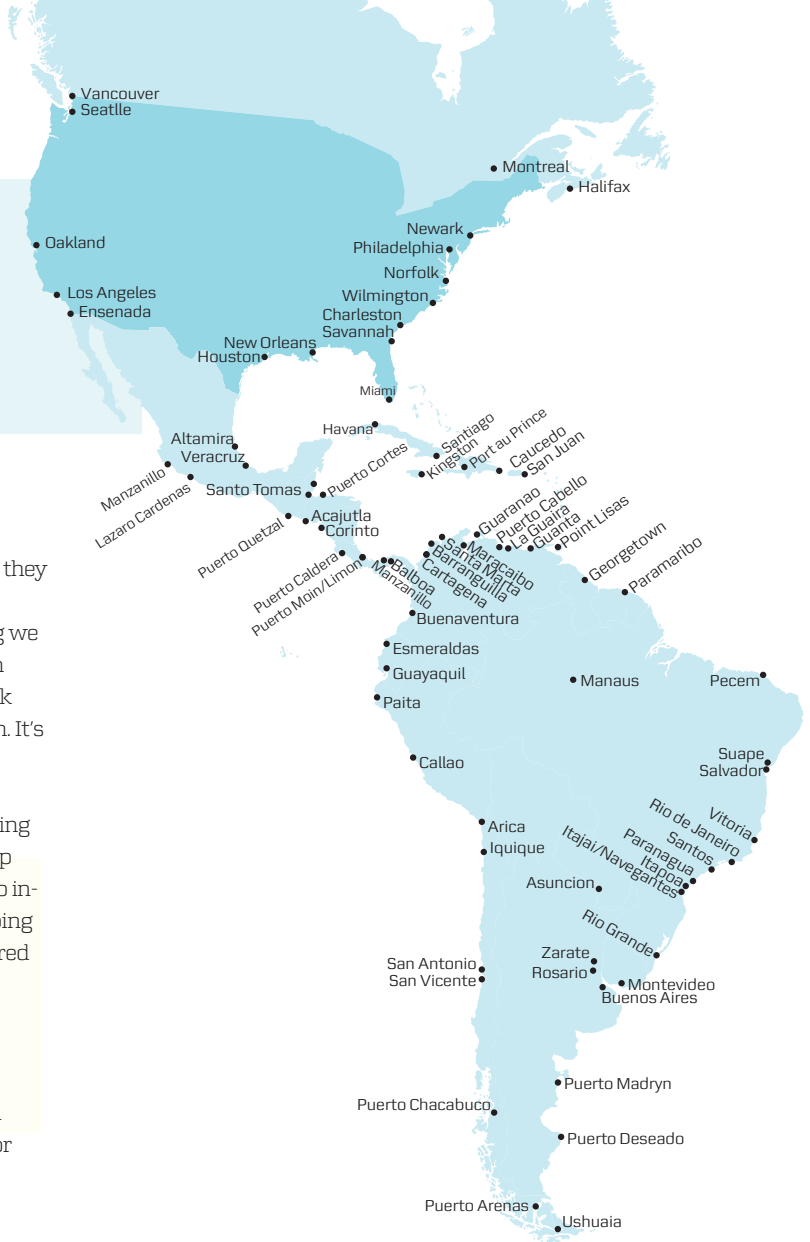 Vancouver
Seatlle
Montreal
Halifax
Newark
Oakland
Philadelphia
Norfolk
Los Angeles
Wilmington
Ensenada
Charleston
Savannah
New Orleans
Houston
Miami
Havana
Santiago
Kingston
Port au Prince
Caucedo
San Juan
Altamira
Veracruz
Manzanillo
Lazaro Cardenas
Santo Tomas
Puerto Cortes
Puerto Quetzal
Acajutla
Corinto
Puerto Caldera
Puerto Moin/Limon
Manzanillo
Balboa
Cartagena
Barranguilla
Santa Marta
Maracaibo
Guaranao
Puerto Cabello
La Guaira
Guanta
Point Lisas
Georgetown
Paramaribo
Buenaventura
Esmeraldas
Guayaquil
Paita
Manaus
Pecem
Callao
Suape
Salvador
Arica
Iquique
Vitoria
Rio de Janeiro
Santos
Paranagua
Itapoa
Itajai/Navegantes
Asuncion
Rio Grande
Zarate
Rosario
San Antonio
San Vicente
Montevideo
Buenos Aires
Puerto Madryn
Puerto Chacabuco
Puerto Deseado
Puerto Arenas
Ushuaia
they
we
. It's
ing
p
o in-
ing
red
or